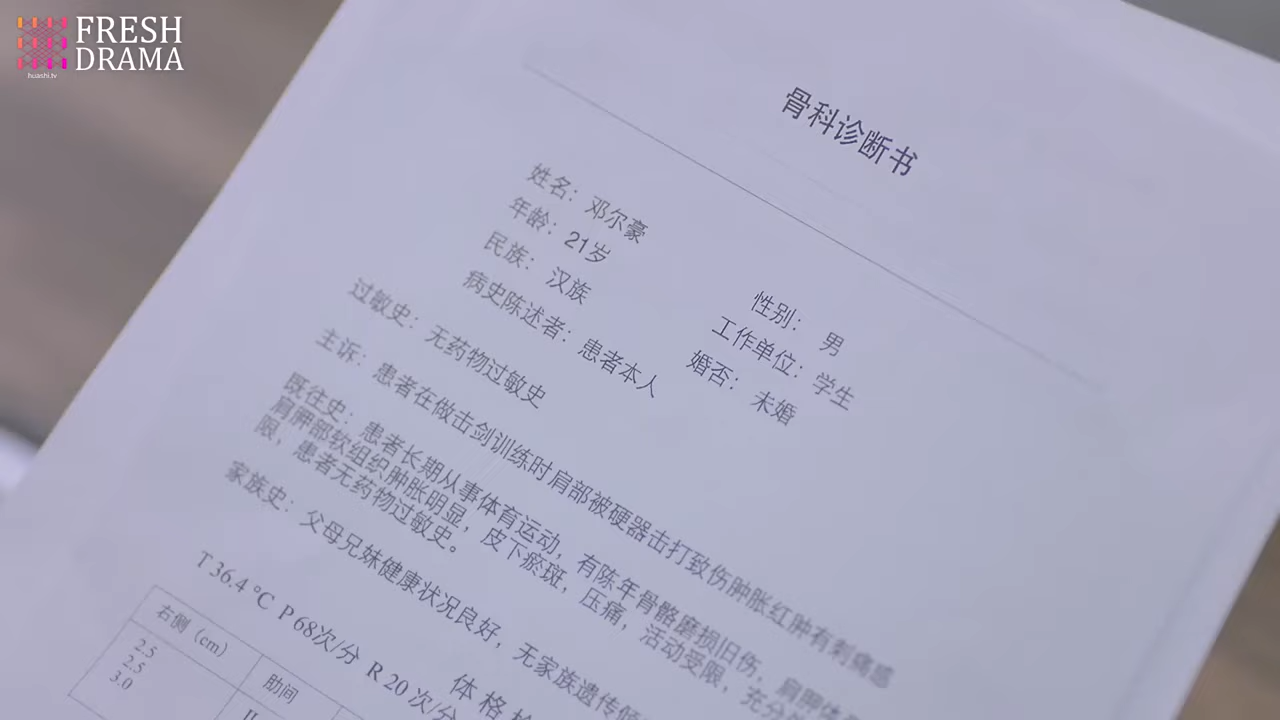 FRESH
DRAMA
huashi.tv
骨科诊断书
姓名：邓尔豪
性别： 男
年龄：21岁
工作单位：学生
民族： 汉族
婚否： 未婚
病史陈述者：患者本人
过敏史：无药物过敏史
主诉：患者在做击剑训练时肩部被硬器击打致伤肿胀红肿有刺痛感
既往史：患者长期从事体育运动，有陈年骨骼磨损旧伤，肩胛
肩胛部软组织肿胀明显，皮下瘀斑，压痛，活动受限，充分
限，患者无药物过敏史。
家族史：父母兄妹健康状况良好，无家族遗传
体 格
T 36.4 ℃ P 68次/分 R 20 次/分
右侧（cm） 肋间
2.5 II
2.5
3.0